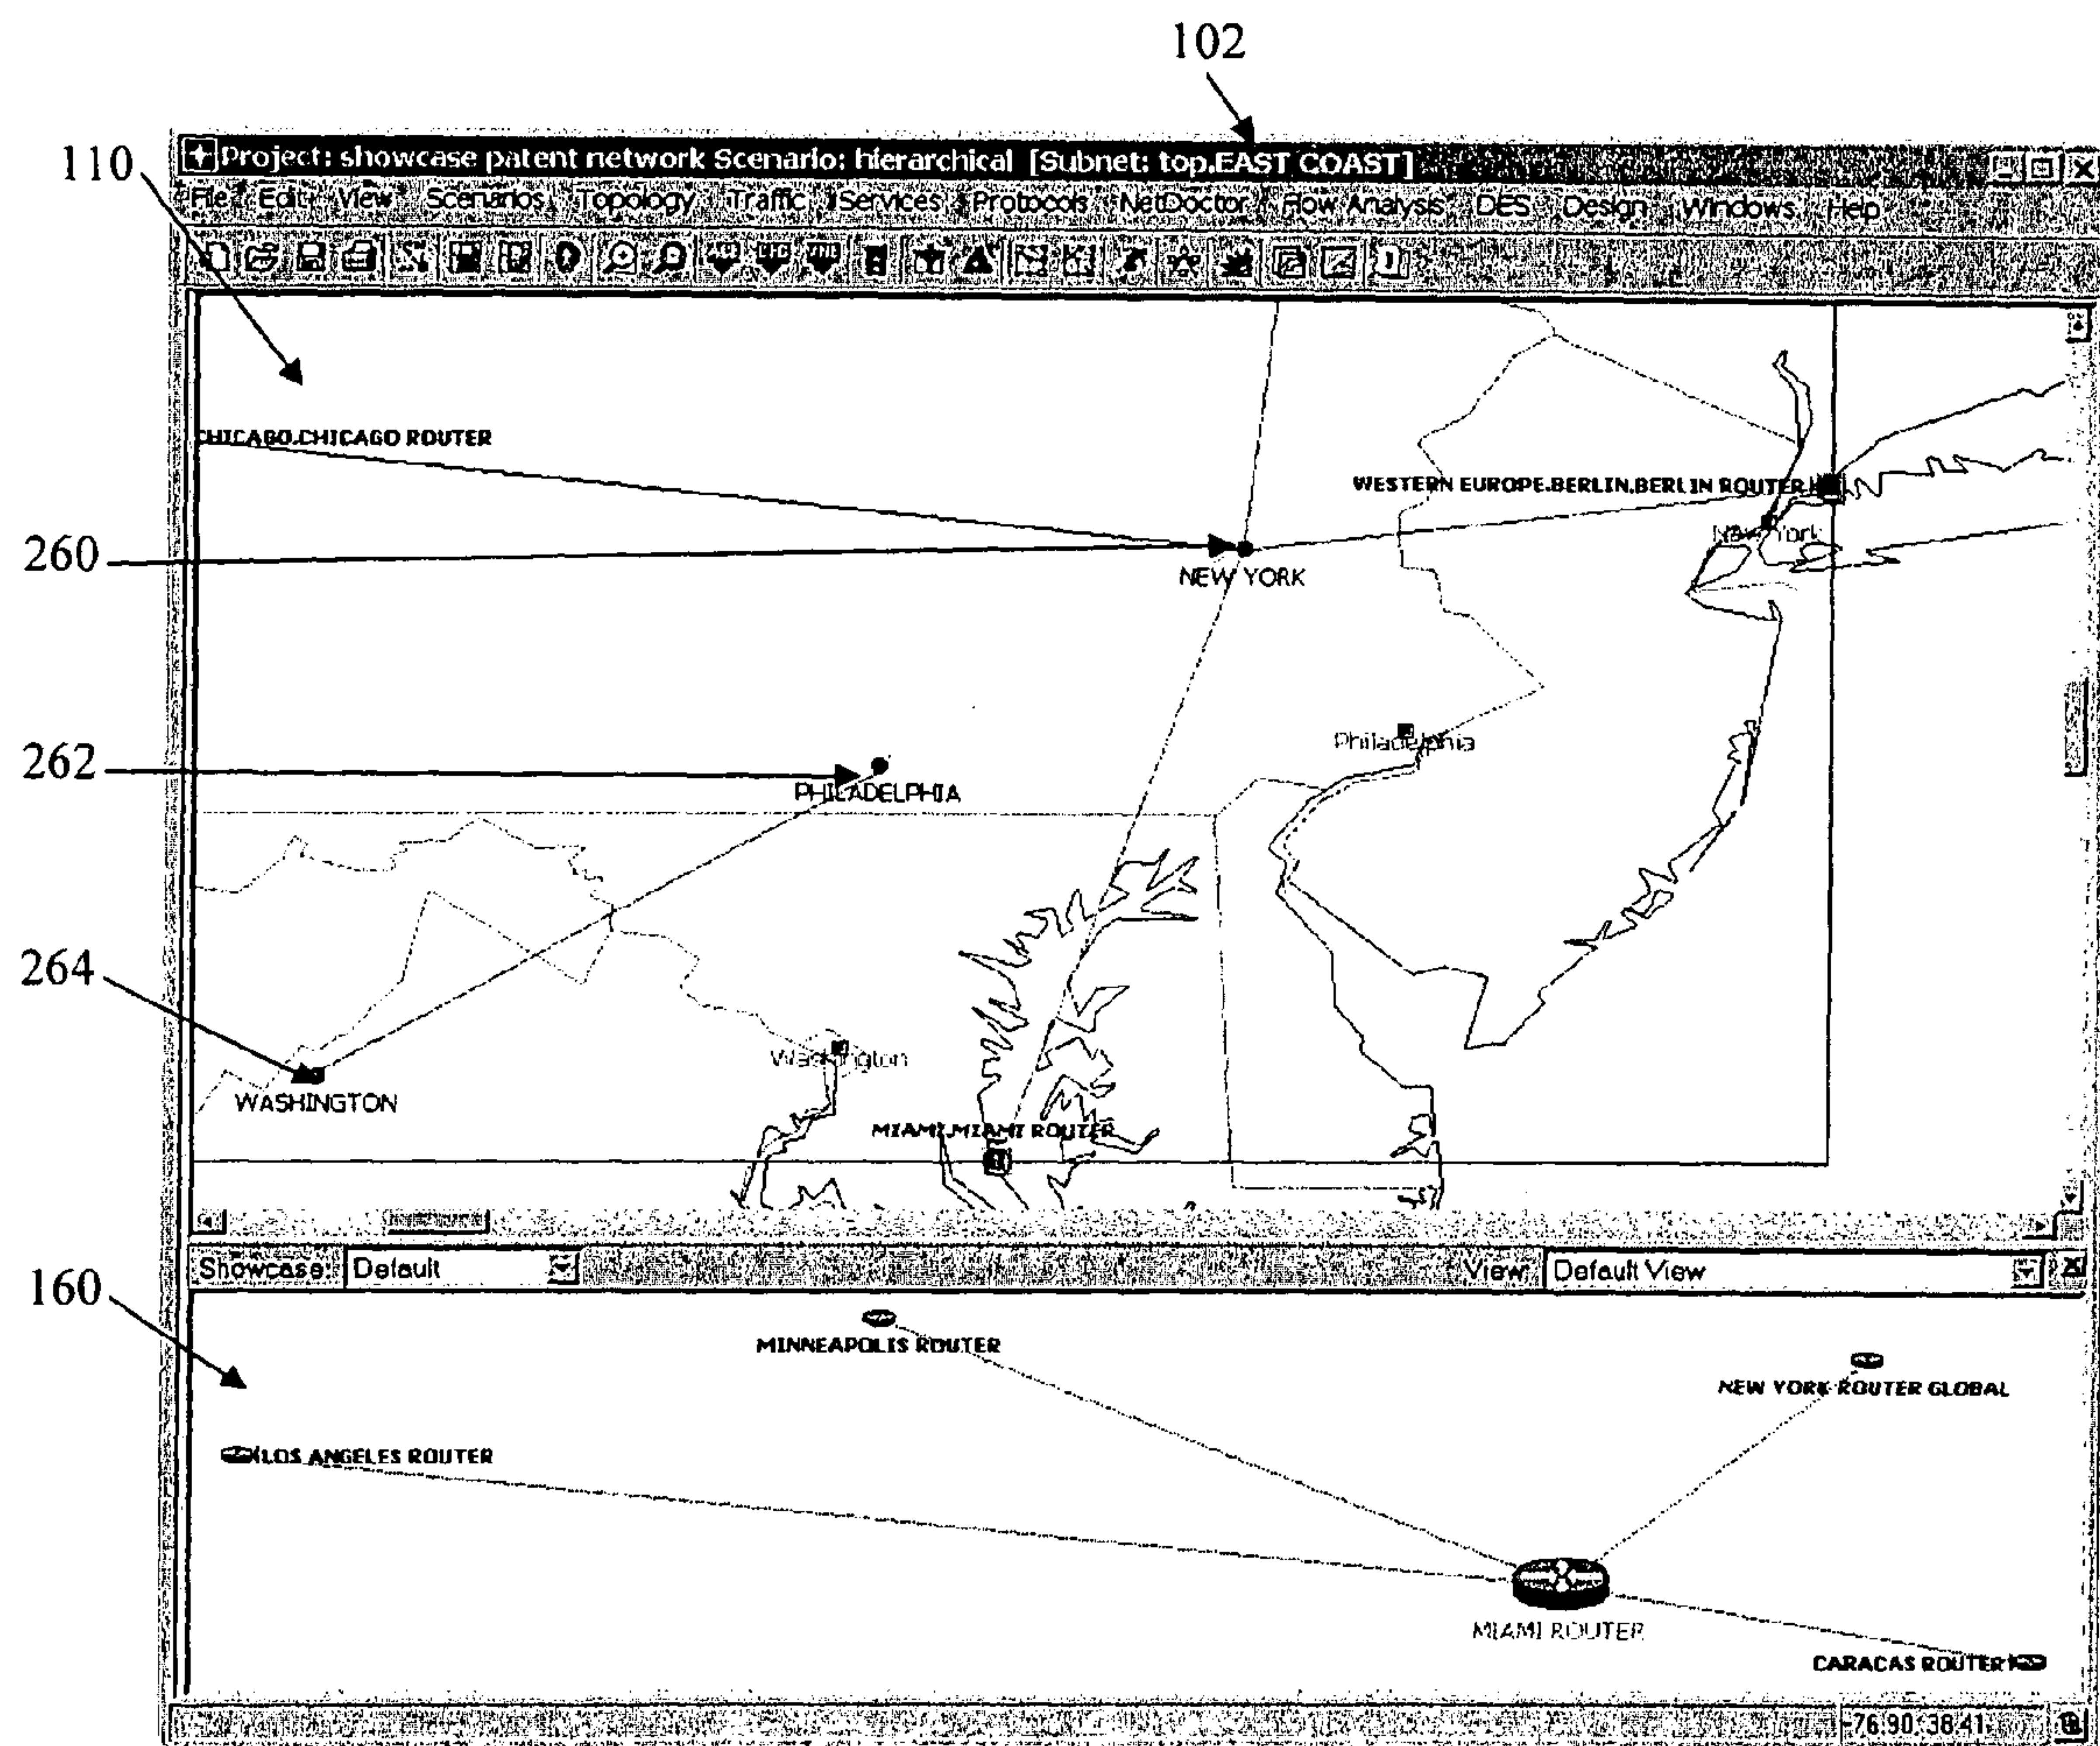 102
110
Project: showcase patent network Scenario: hierarchical [Subnet: top.EAST COAST]
File Edit View Scenarios Topology Traffic Services Protocols NetDoctor Flow Analysis DES Design Windows Help
CHICAGO.CHICAGO ROUTER
WESTERN EUROPE.BERLIN.BERLIN ROUTER
New York
260
NEW YORK
Philadelphia
262
PHILADELPHIA
264
Washington
WASHINGTON
MIAMI.MIAMI ROUTER
160
Showcase: Default View: Default View
MINNEAPOLIS ROUTER
NEW YORK ROUTER GLOBAL
LOS ANGELES ROUTER
MIAMI ROUTER
CARACAS ROUTER
-76.90, 38.41